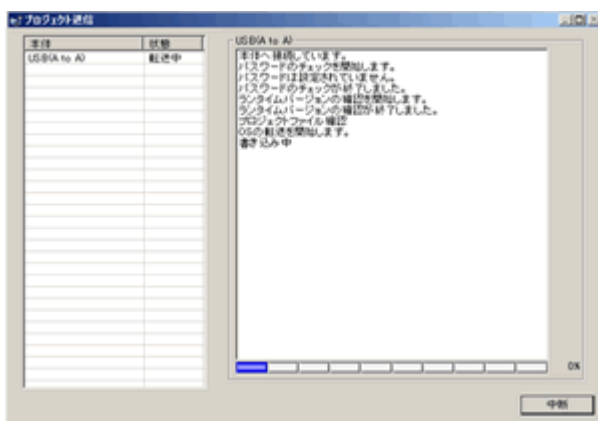 プロジェクト送信
本体 状態
USB(A to A) 転送中
USB(A to A)
本体へ接続しています。
パスワードのチェックを開始します。
パスワードは設定されていません。
パスワードのチェックが終了しました。
ランタイムバージョンの確認を開始します。
ランタイムバージョンの確認が終了しました。
プロジェクトファイル確認
OSの転送を開始します。
書き込み中
0%
中断